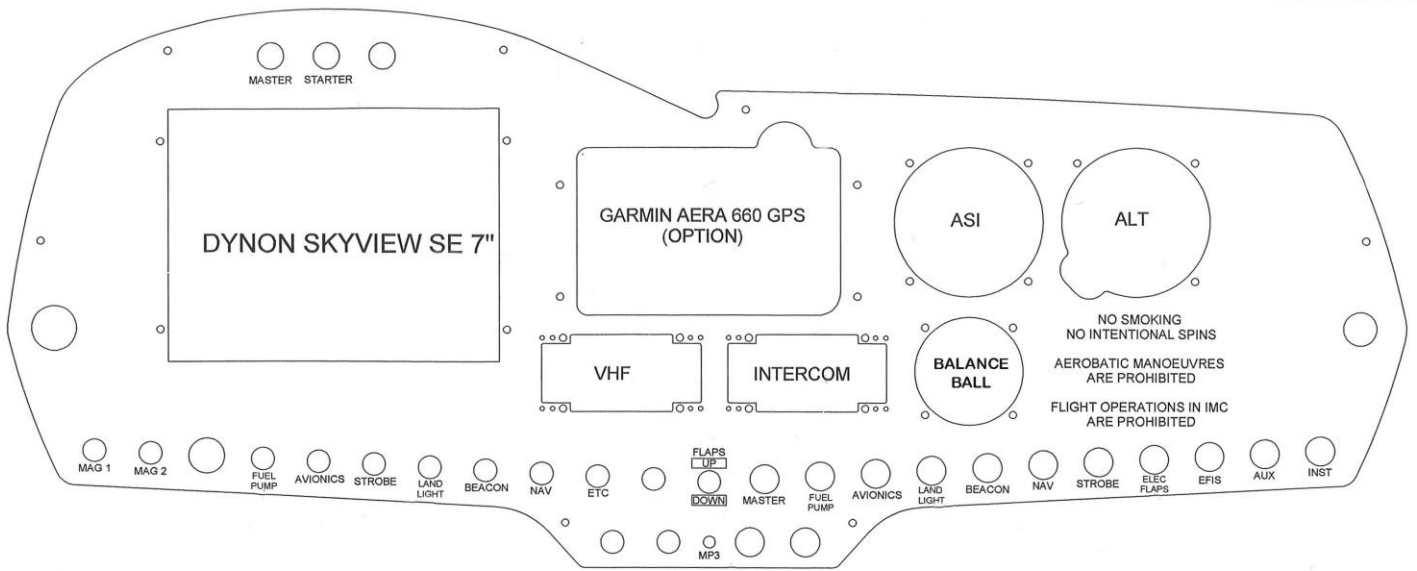 MASTER
STARTER
DYNON SKYVIEW SE 7"
GARMIN AERA 660 GPS
(OPTION)
ASI
ALT
VHF
INTERCOM
BALANCE
BALL
NO SMOKING
NO INTENTIONAL SPINS
AEROBATIC MANOEUVRES
ARE PROHIBITED
FLIGHT OPERATIONS IN IMC
ARE PROHIBITED
MAG 1
MAG 2
FUEL
PUMP
AVIONICS
STROBE
LAND
LIGHT
BEACON
NAV
ETC
FLAPS
UP
DOWN
MASTER
FUEL
PUMP
AVIONICS
LAND
LIGHT
BEACON
NAV
STROBE
ELEC
FLAPS
EFIS
AUX
INST
MP3